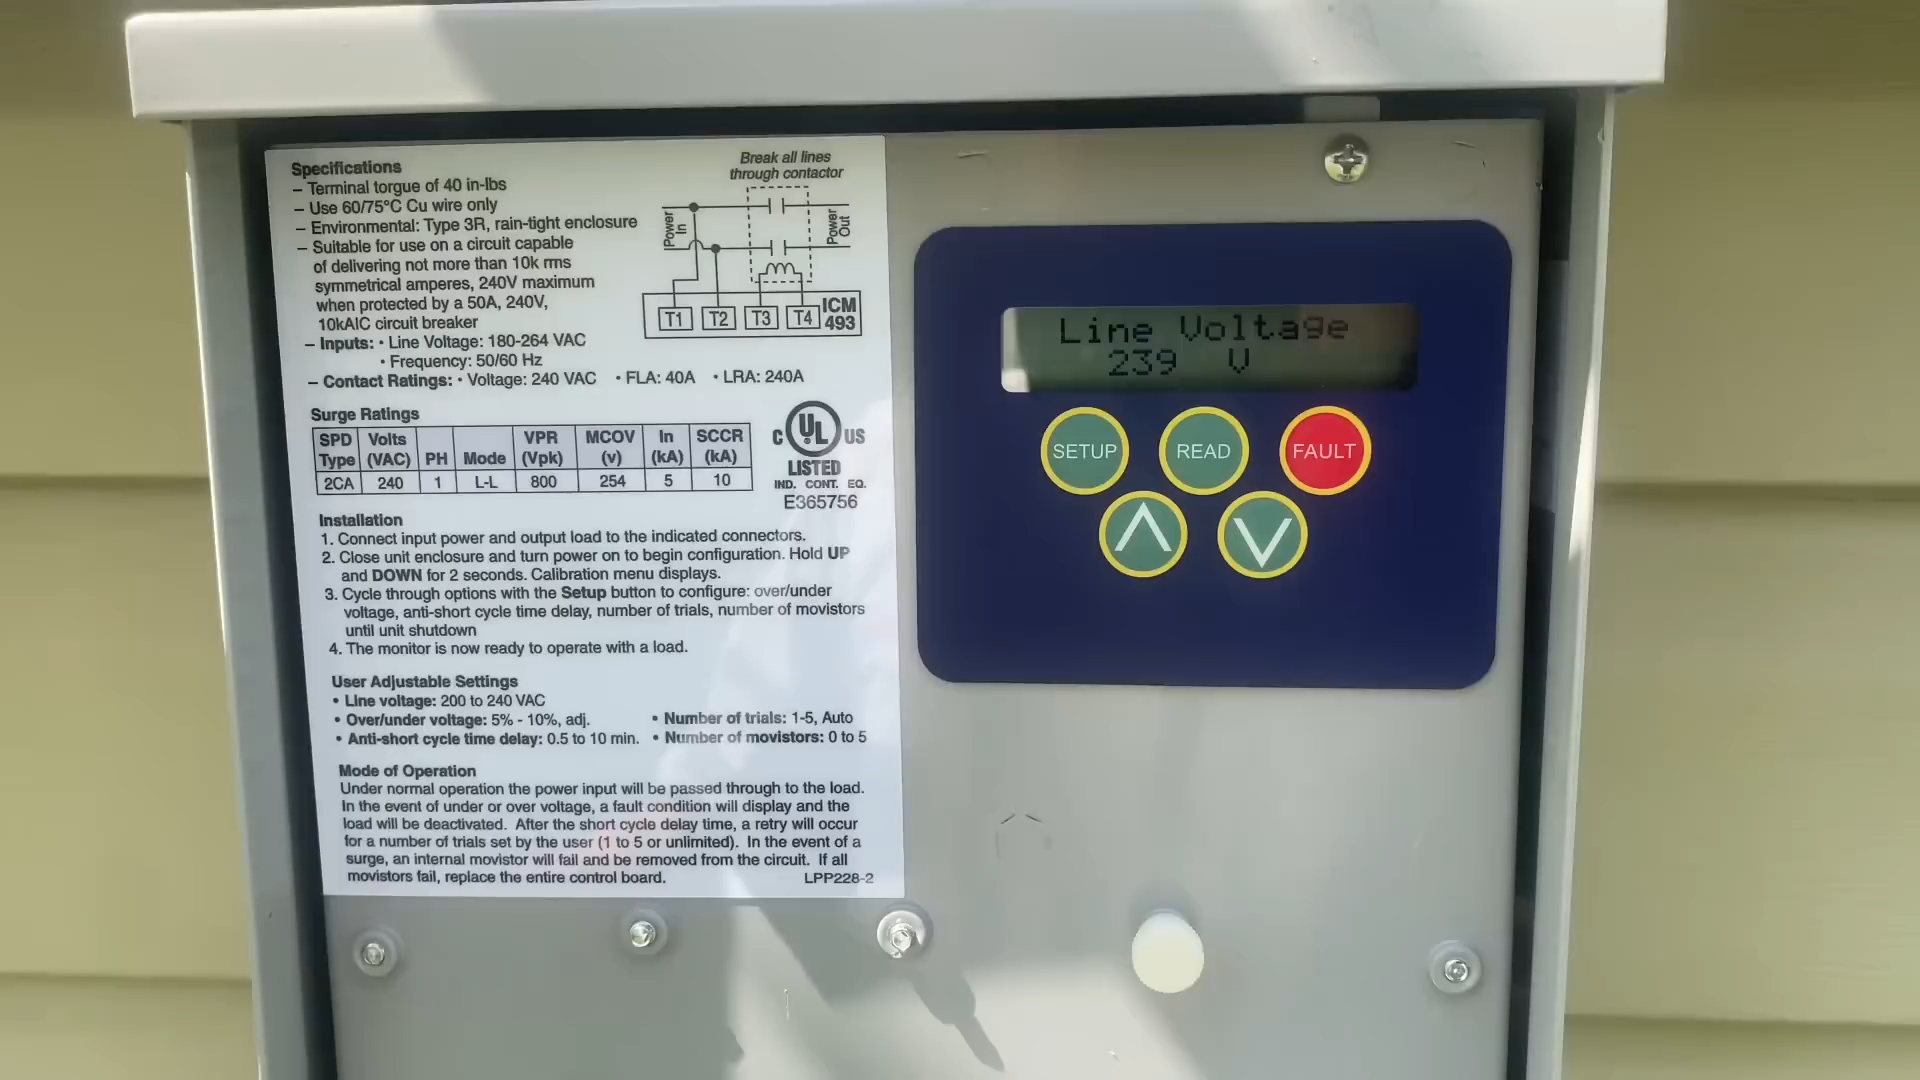 Specifications
– Terminal torgue of 40 in-lbs
– Use 60/75°C Cu wire only
– Environmental: Type 3R, rain-tight enclosure
– Suitable for use on a circuit capable
of delivering not more than 10k rms
symmetrical amperes, 240V maximum
when protected by a 50A, 240V,
10kAIC circuit breaker
– Inputs: • Line Voltage: 180-264 VAC
• Frequency: 50/60 Hz
– Contact Ratings: • Voltage: 240 VAC • FLA: 40A • LRA: 240A
Break all lines
through contactor
Power In
Power Out
T1 T2 T3 T4 ICM 493
Surge Ratings
SPD Type Volts (VAC) PH Mode VPR (Vpk) MCOV (v) In (kA) SCCR (kA)
2CA 240 1 L-L 800 254 5 10
C UL US
LISTED
IND. CONT. EQ.
E365756
Installation
1. Connect input power and output load to the indicated connectors.
2. Close unit enclosure and turn power on to begin configuration. Hold UP
and DOWN for 2 seconds. Calibration menu displays.
3. Cycle through options with the Setup button to configure: over/under
voltage, anti-short cycle time delay, number of trials, number of movistors
until unit shutdown
4. The monitor is now ready to operate with a load.
User Adjustable Settings
• Line voltage: 200 to 240 VAC
• Over/under voltage: 5% - 10%, adj. • Number of trials: 1-5, Auto
• Anti-short cycle time delay: 0.5 to 10 min. • Number of movistors: 0 to 5
Mode of Operation
Under normal operation the power input will be passed through to the load.
In the event of under or over voltage, a fault condition will display and the
load will be deactivated. After the short cycle delay time, a retry will occur
for a number of trials set by the user (1 to 5 or unlimited). In the event of a
surge, an internal movistor will fail and be removed from the circuit. If all
movistors fail, replace the entire control board. LPP228-2
Line Voltage
239 V
SETUP READ FAULT